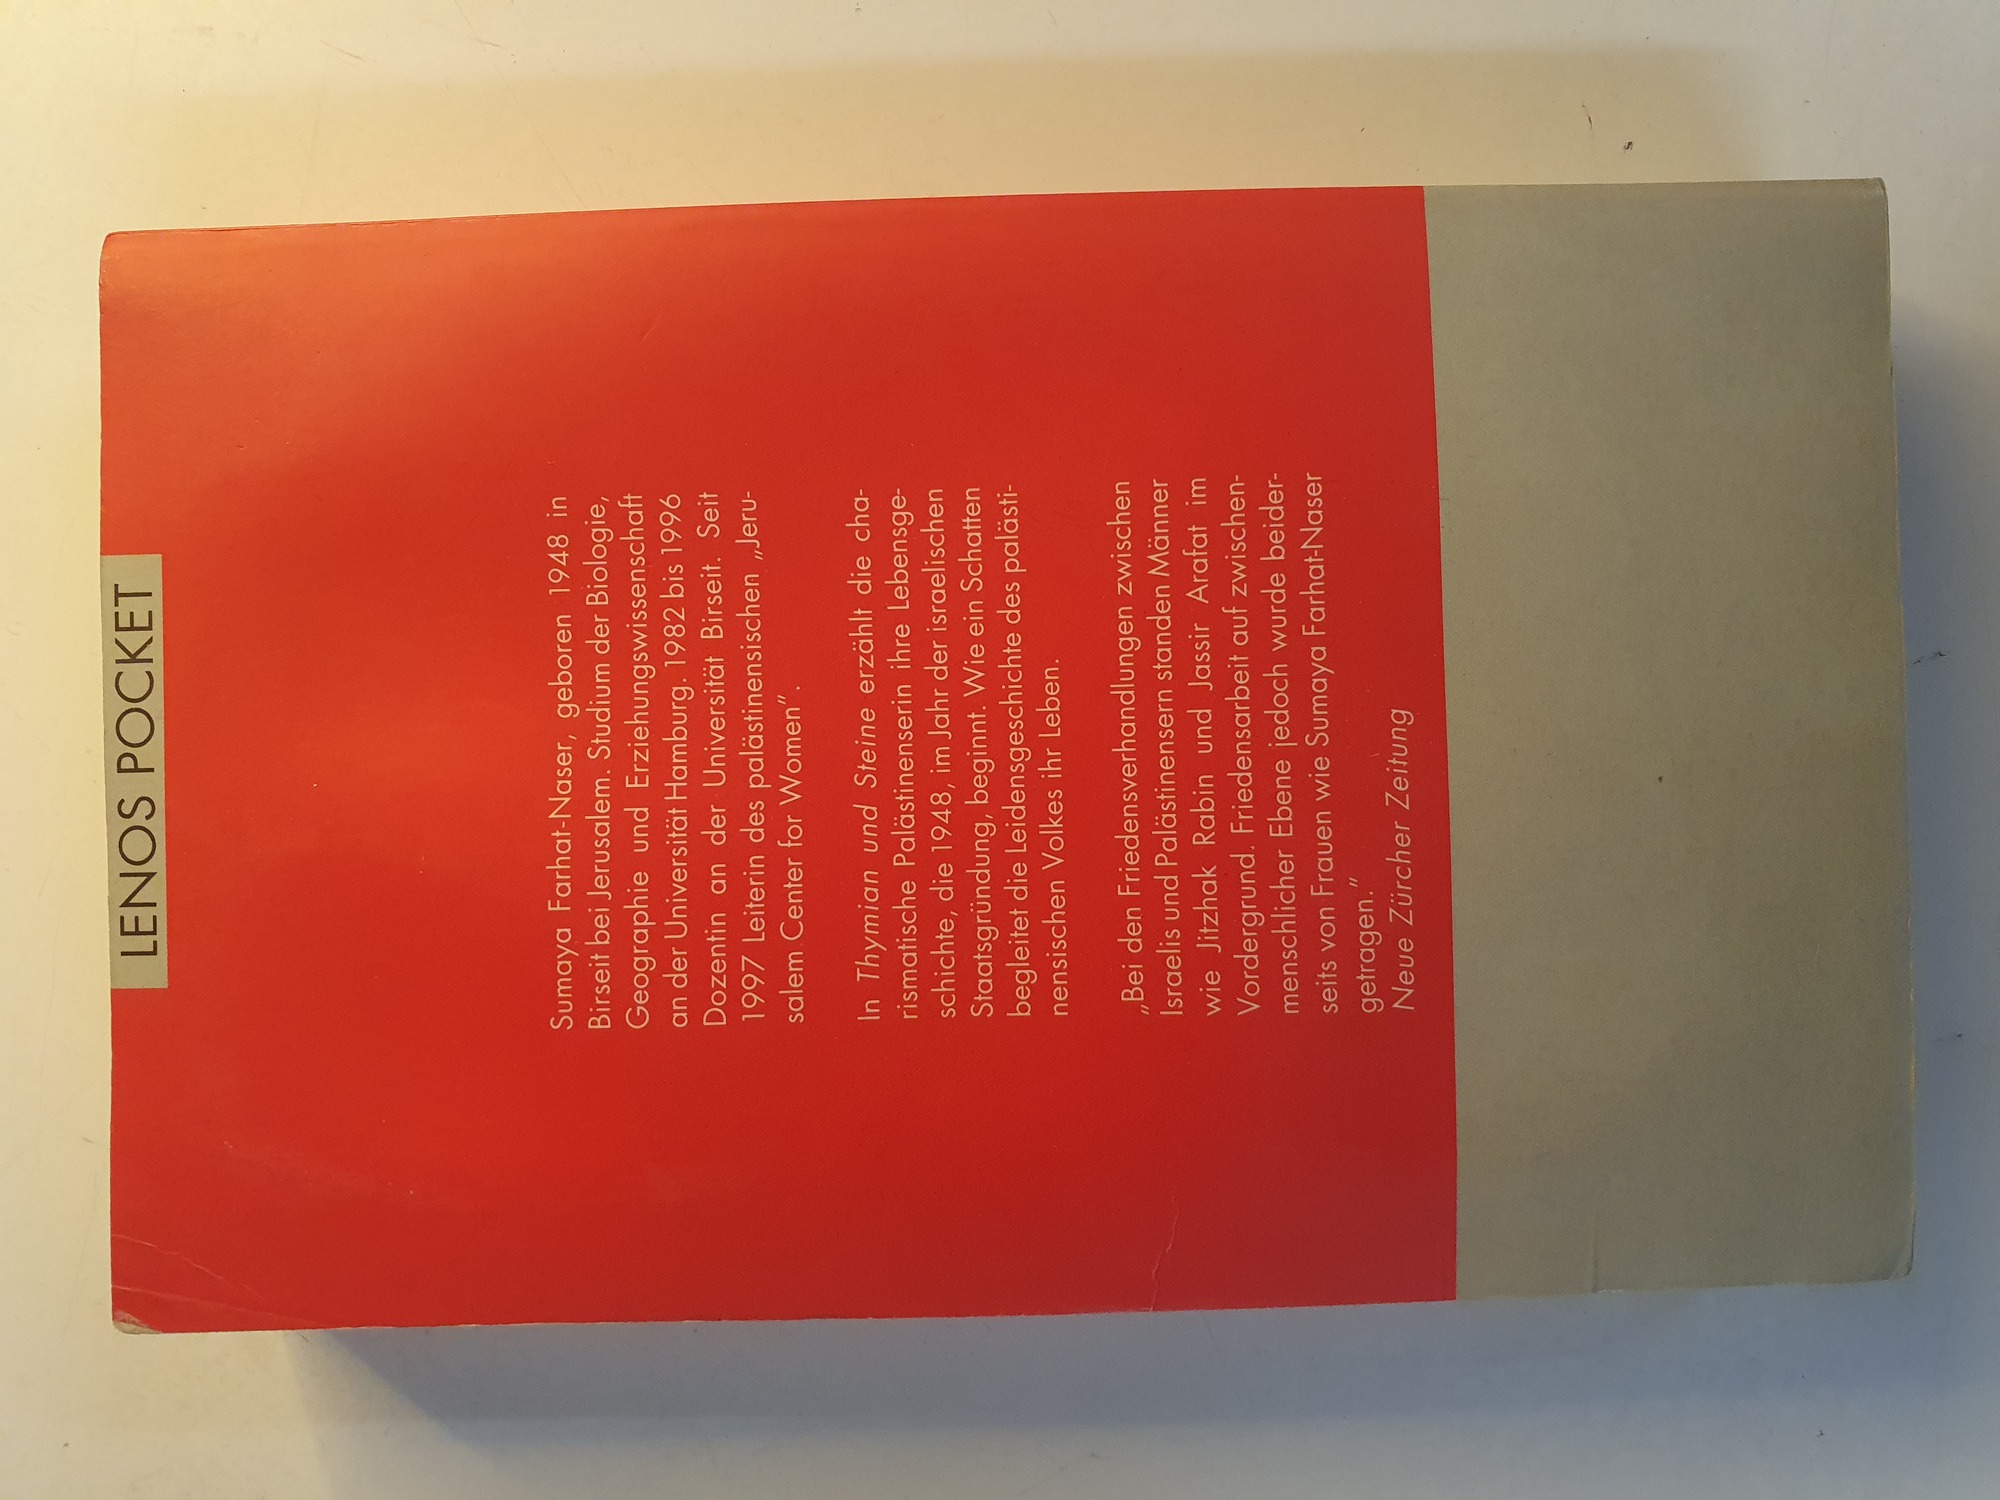 LENOS POCKET
Sumaya Farhat-Naser, geboren 1948 in
Birseit bei Jerusalem. Studium der Biologie,
Geographie und Erziehungswissenschaft
an der Universität Hamburg. 1982 bis 1996
Dozentin an der Universität Birseit. Seit
1997 Leiterin des palästinensischen „Jeru-
salem Center for Women”.
In Thymian und Steine erzählt die cha-
rismatische Palästinenserin ihre Lebensge-
schichte, die 1948, im Jahr der israelischen
Staatsgründung, beginnt. Wie ein Schatten
begleitet die Leidensgeschichte des palästi-
nensischen Volkes ihr Leben.
„Bei den Friedensverhandlungen zwischen
Israelis und Palästinensern standen Männer
wie Jitzhak Rabin und Jassir Arafat im
Vordergrund. Friedensarbeit auf zwischen-
menschlicher Ebene jedoch wurde beider-
seits von Frauen wie Sumaya Farhat-Naser
getragen.”
Neue Zürcher Zeitung